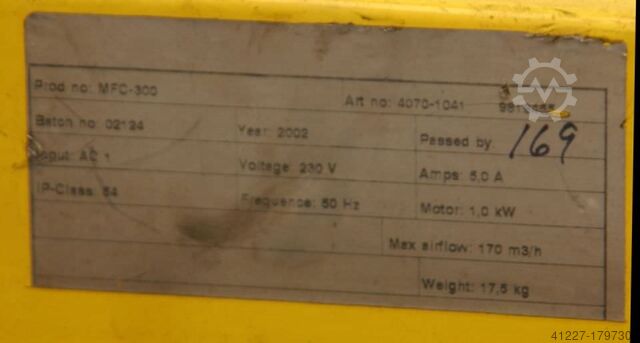 Prod no: MFC-300
Art no: 4070-1041
Batch no: 02124 Year: 2002 Passed by: 169
Input: AC 1 Voltage: 230 V Amps: 5,0 A
IP-Class: 54 Frequence: 50 Hz Motor: 1,0 kW
Max airflow: 170 m3/h
Weight: 17,5 kg
41227-179730